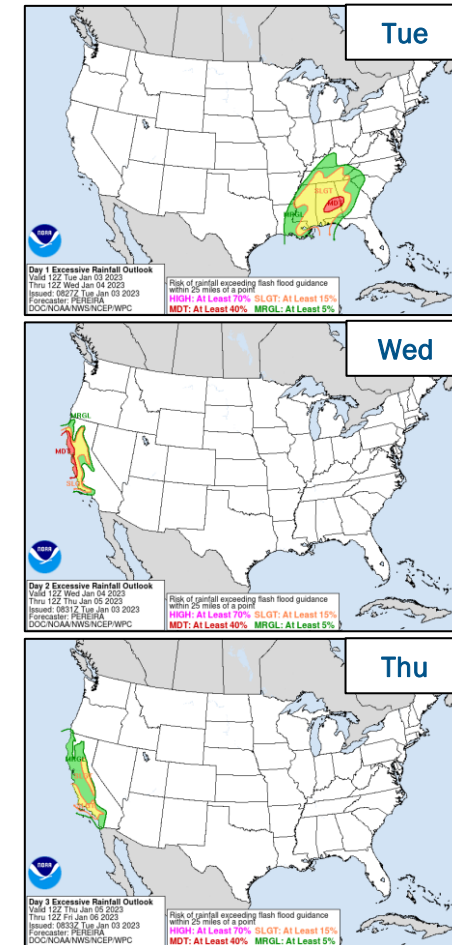 Tue
SLGT
MRGL
MDT
NOAA
Day 1 Excessive Rainfall Outlook
Valid 12Z Tue Jan 03 2023
Thru 12Z Wed Jan 04 2023
Issued: 0827Z Tue Jan 03 2023
Forecaster: PEREIRA
DOC/NOAA/NWS/NCEP/WPC
Risk of rainfall exceeding flash flood guidance
within 25 miles of a point
HIGH: At Least 70% SLGT: At Least 15%
MDT: At Least 40% MRGL: At Least 5%
Wed
MRGL
MDT
NOAA
Day 2 Excessive Rainfall Outlook
Valid 12Z Wed Jan 04 2023
Thru 12Z Thu Jan 05 2023
Issued: 0831Z Tue Jan 03 2023
Forecaster: PEREIRA
DOC/NOAA/NWS/NCEP/WPC
Risk of rainfall exceeding flash flood guidance
within 25 miles of a point
HIGH: At Least 70% SLGT: At Least 15%
MDT: At Least 40% MRGL: At Least 5%
Thu
MRGL
NOAA
Day 3 Excessive Rainfall Outlook
Valid 12Z Thu Jan 05 2023
Thru 12Z Fri Jan 06 2023
Issued: 0833Z Tue Jan 03 2023
Forecaster: PEREIRA
DOC/NOAA/NWS/NCEP/WPC
Risk of rainfall exceeding flash flood guidance
within 25 miles of a point
HIGH: At Least 70% SLGT: At Least 15%
MDT: At Least 40% MRGL: At Least 5%